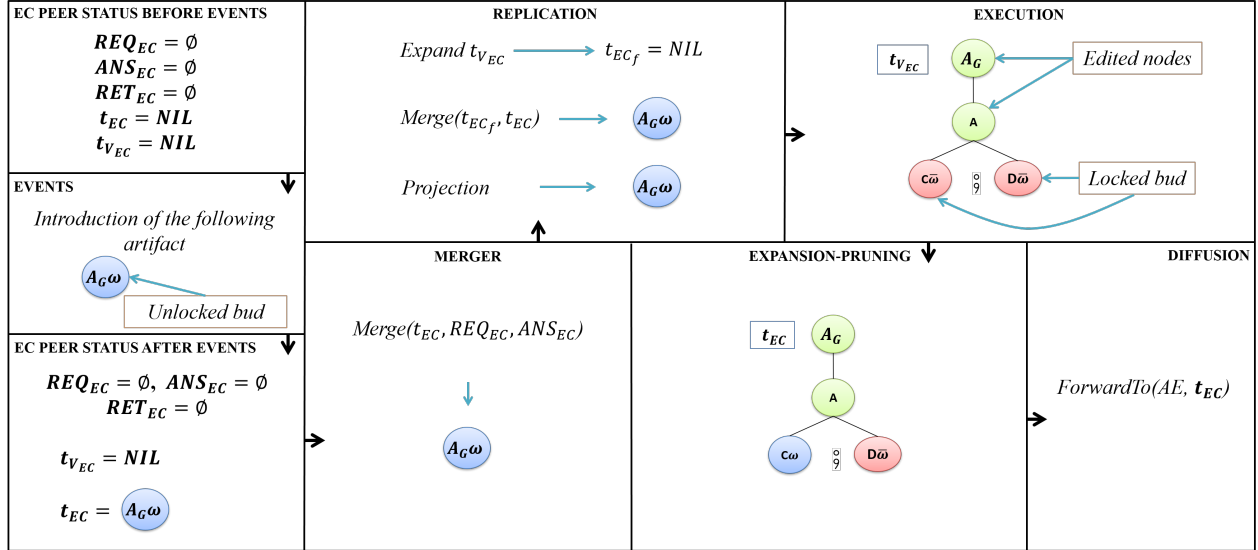 EC PEER STATUS BEFORE EVENTS
REQ_EC = ∅
ANS_EC = ∅
RET_EC = ∅
t_EC = NIL
t_V_EC = NIL
EVENTS
Introduction of the following
artifact
A_Gω
Unlocked bud
EC PEER STATUS AFTER EVENTS
REQ_EC = ∅, ANS_EC = ∅
RET_EC = ∅
t_V_EC = NIL
t_EC = A_Gω
MERGER
Merge(t_EC, REQ_EC, ANS_EC)
A_Gω
REPLICATION
Expand t_V_EC t_EC_f = NIL
Merge(t_EC_f, t_EC) A_Gω
Projection A_Gω
EXECUTION
t_V_EC A_G Edited nodes
A
Cω̅ o9 Dω̅ Locked bud
EXPANSION-PRUNING
t_EC A_G
A
Cω o9 Dω̅
DIFFUSION
ForwardTo(AE, t_EC)